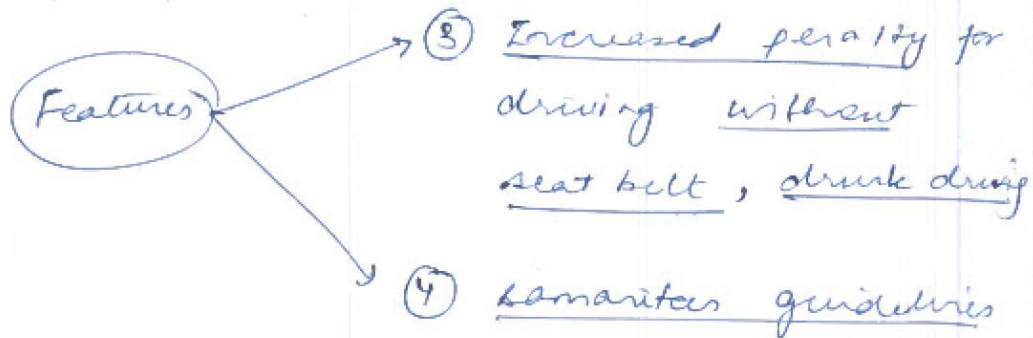 ③ Increased penalty for
Features
driving without
seat belt, drunk driving
④ Samaritan guidelines